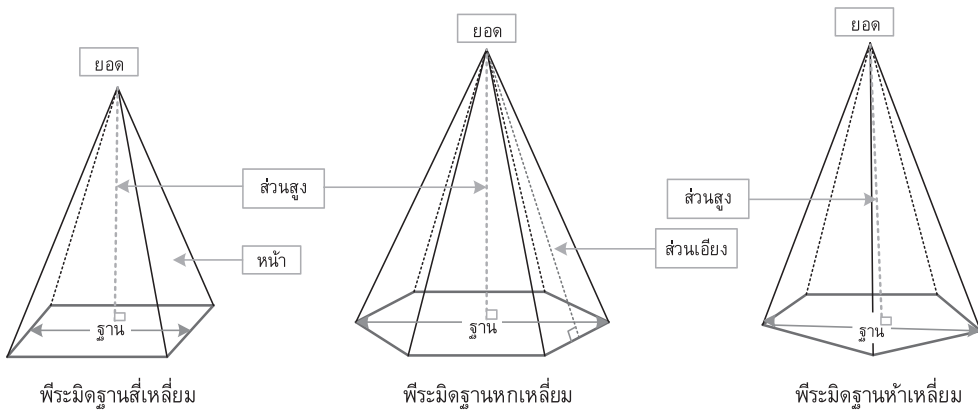 ยอด
ยอด
ยอด
ส่วนสูง
ส่วนสูง
ส่วนเอียง
หน้า
ฐาน
ฐาน
ฐาน
พีระมิดฐานสี่เหลี่ยม
พีระมิดฐานหกเหลี่ยม
พีระมิดฐานห้าเหลี่ยม